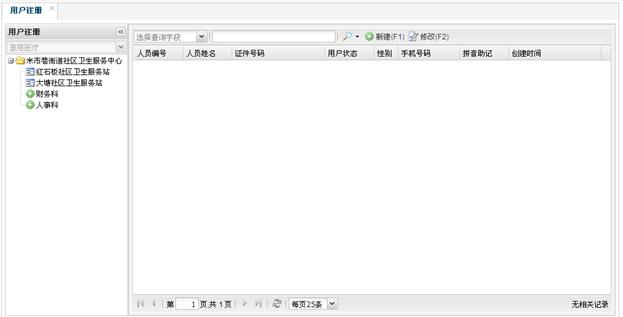 用户注册
用户注册
基层医疗
米市巷街道社区卫生服务中心
红石板社区卫生服务站
大塘社区卫生服务站
财务科
人事科
选择查询字段 新建(F1) 修改(F2)
人员编号 人员姓名 证件号码 用户状态 性别 手机号码 拼音助记 创建时间
第 1 页,共 1 页 每页25条 无相关记录